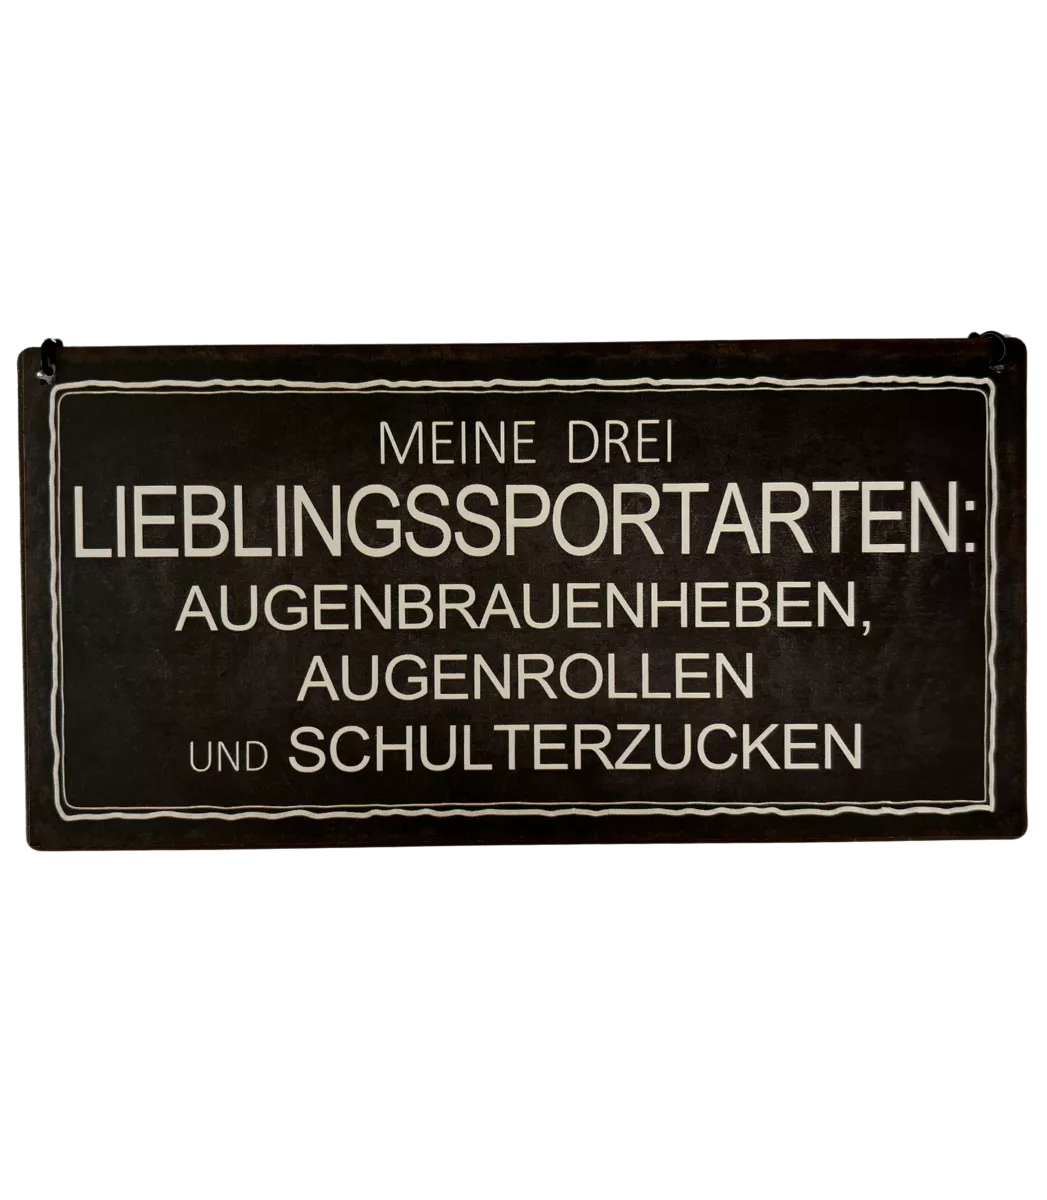 MEINE DREI
LIEBLINGSSPORTARTEN:
AUGENBRAUENHEBEN,
AUGENROLLEN
UND SCHULTERZUCKEN